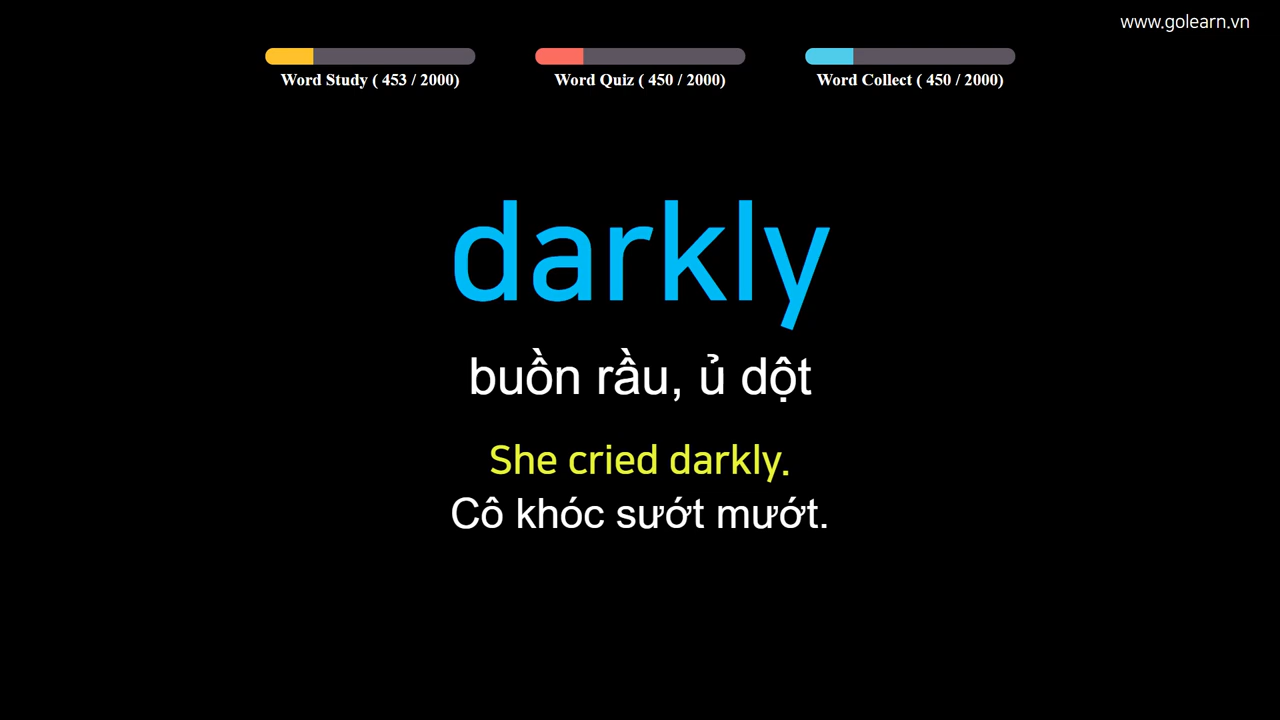 www.golearn.vn
Word Study ( 453 / 2000)
Word Quiz ( 450 / 2000)
Word Collect ( 450 / 2000)
darkly
buồn rầu, ủ dột
She cried darkly.
Cô khóc sướt mướt.